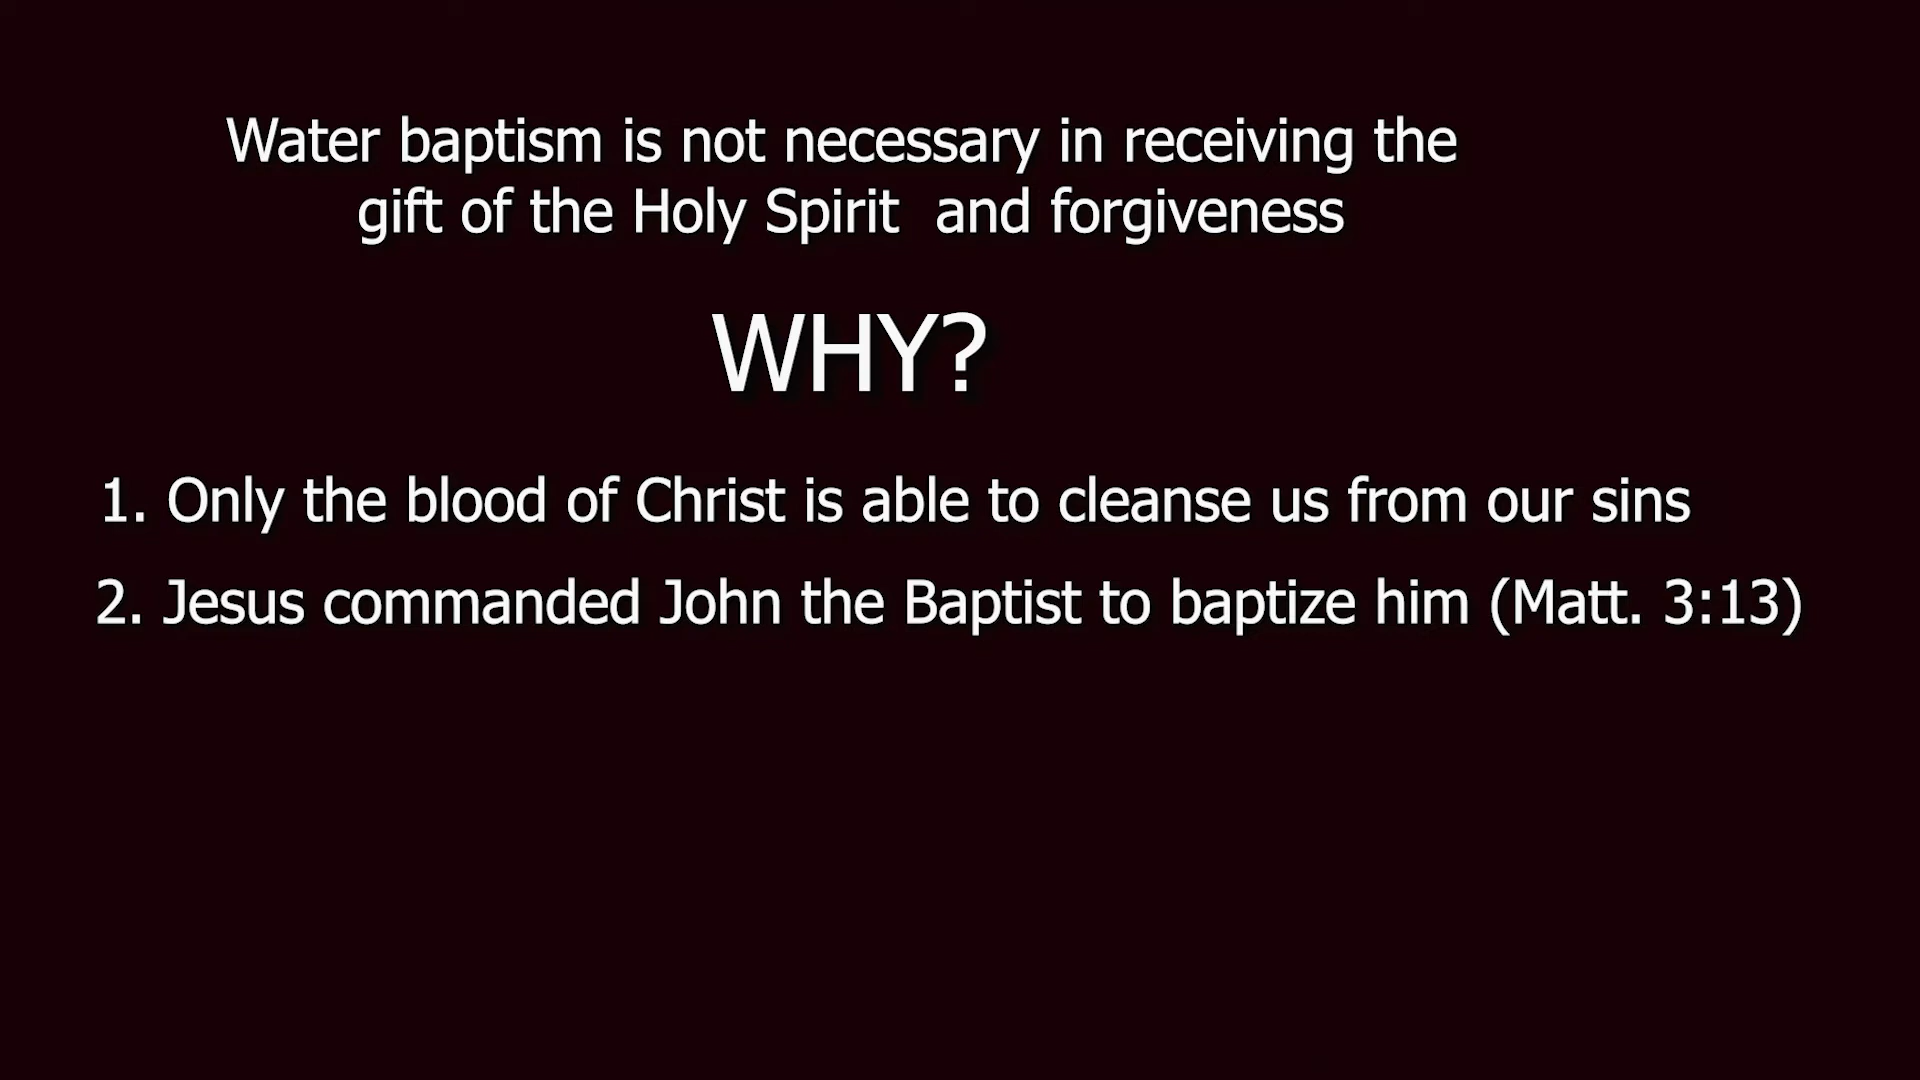 Water baptism is not necessary in receiving the
gift of the Holy Spirit  and forgiveness
WHY?
1. Only the blood of Christ is able to cleanse us from our sins
2. Jesus commanded John the Baptist to baptize him (Matt. 3:13)